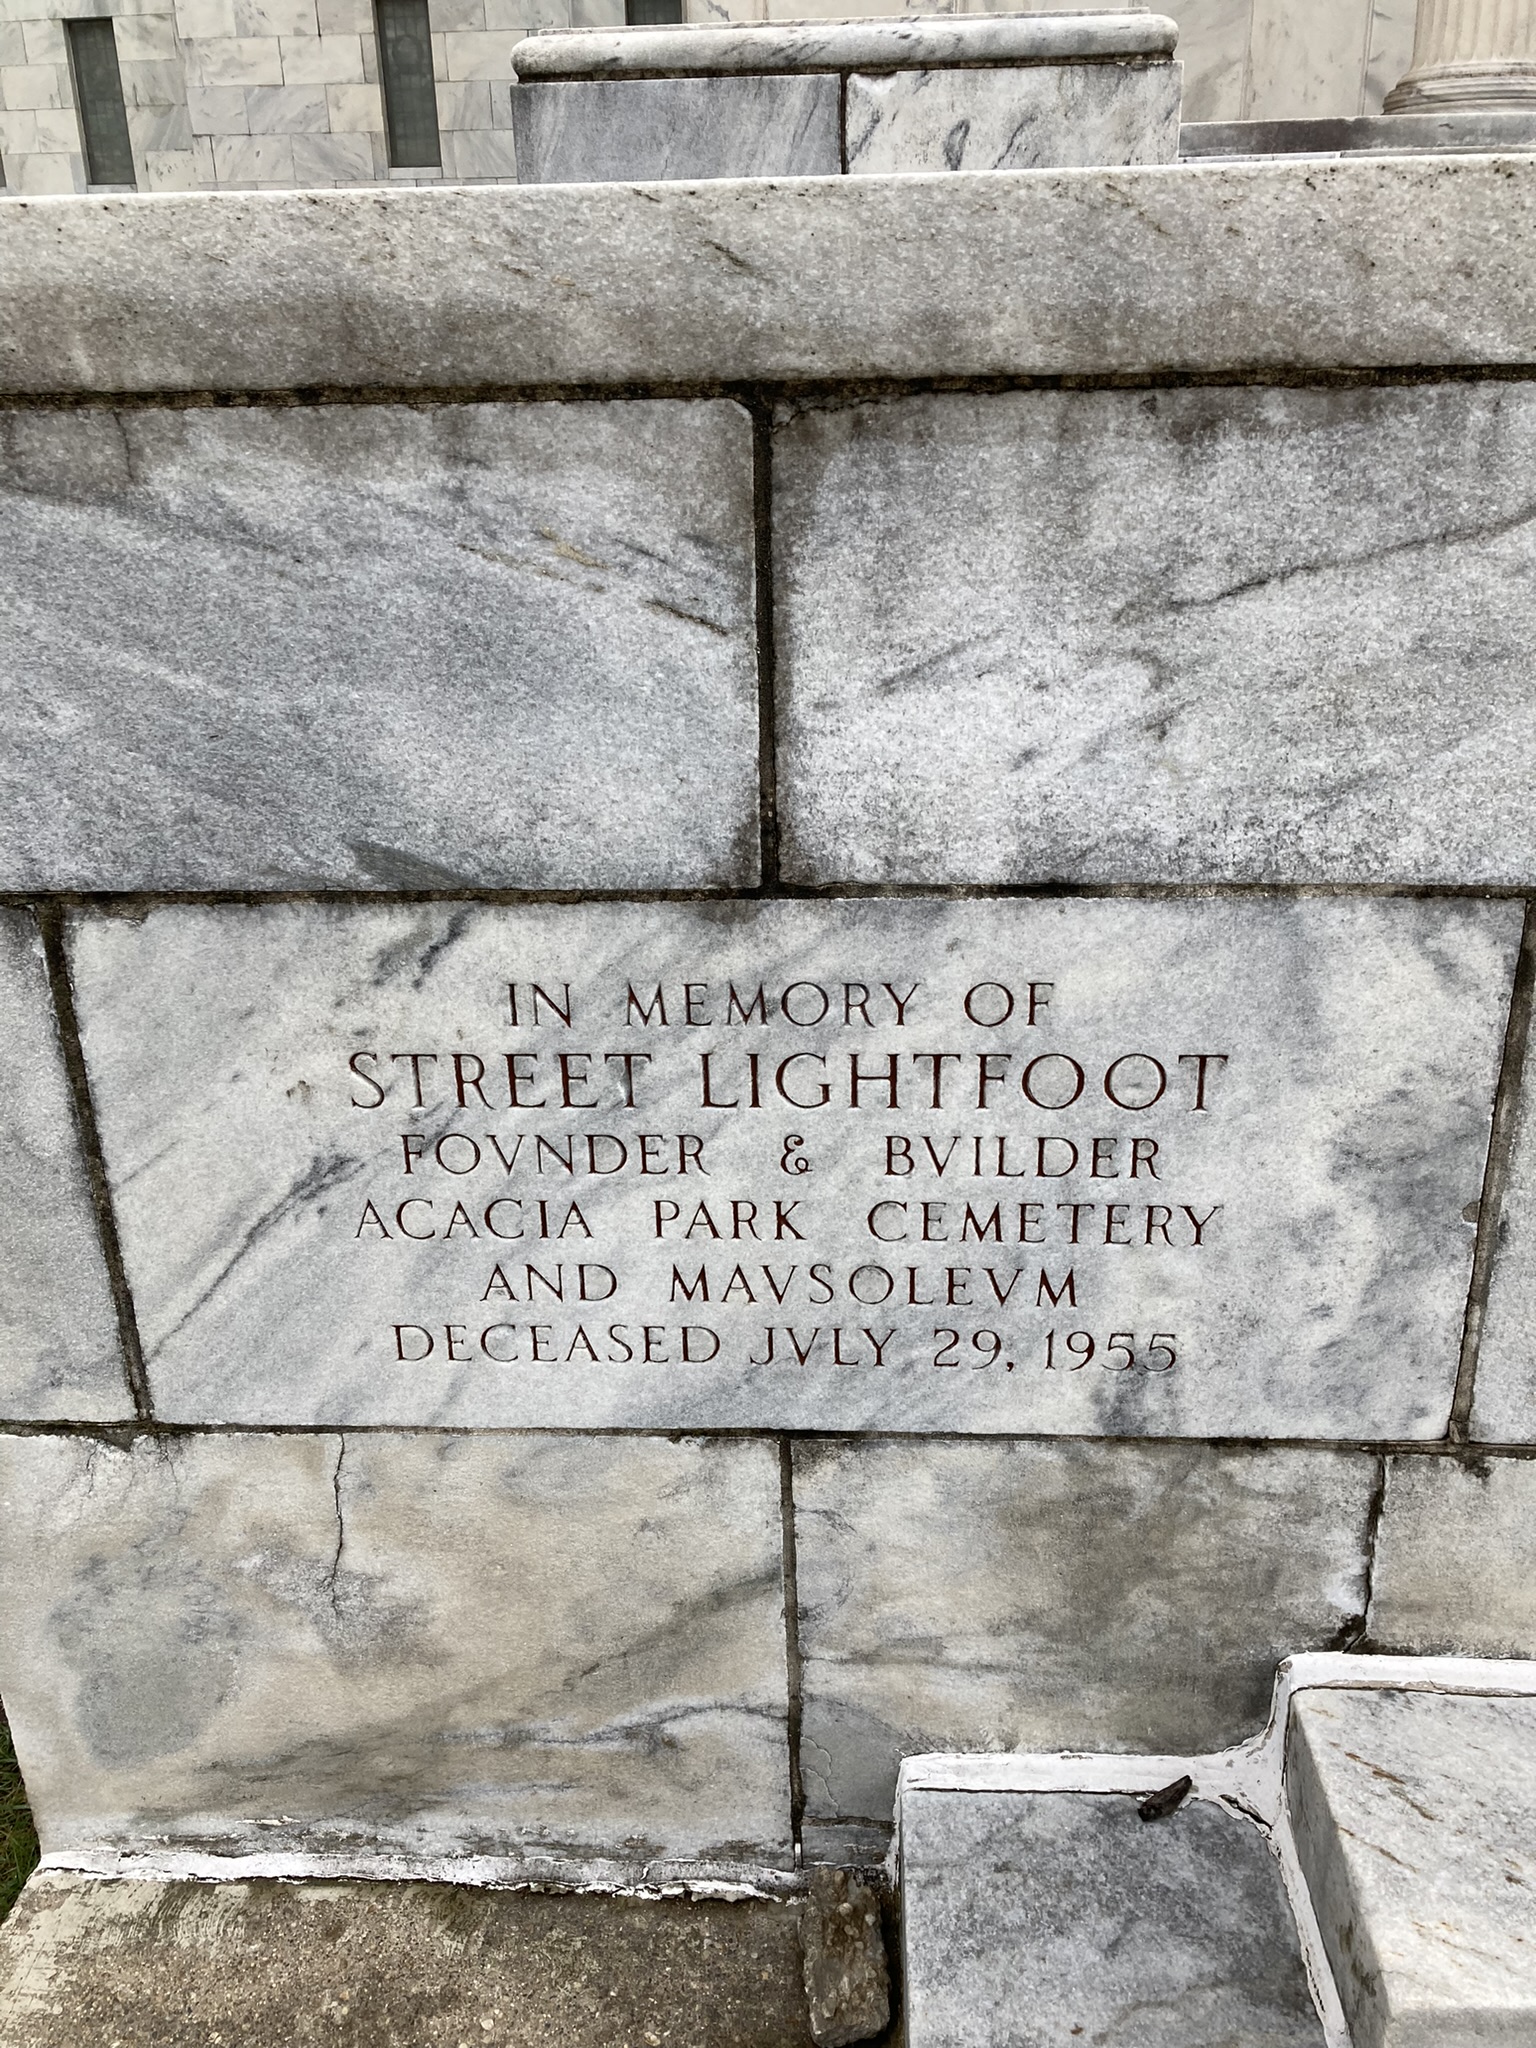 IN MEMORY OF
STREET LIGHTFOOT
FOVNDER & BVILDER
ACACIA PARK CEMETERY
AND MAVSOLEVM
DECEASED JVLY 29, 1955